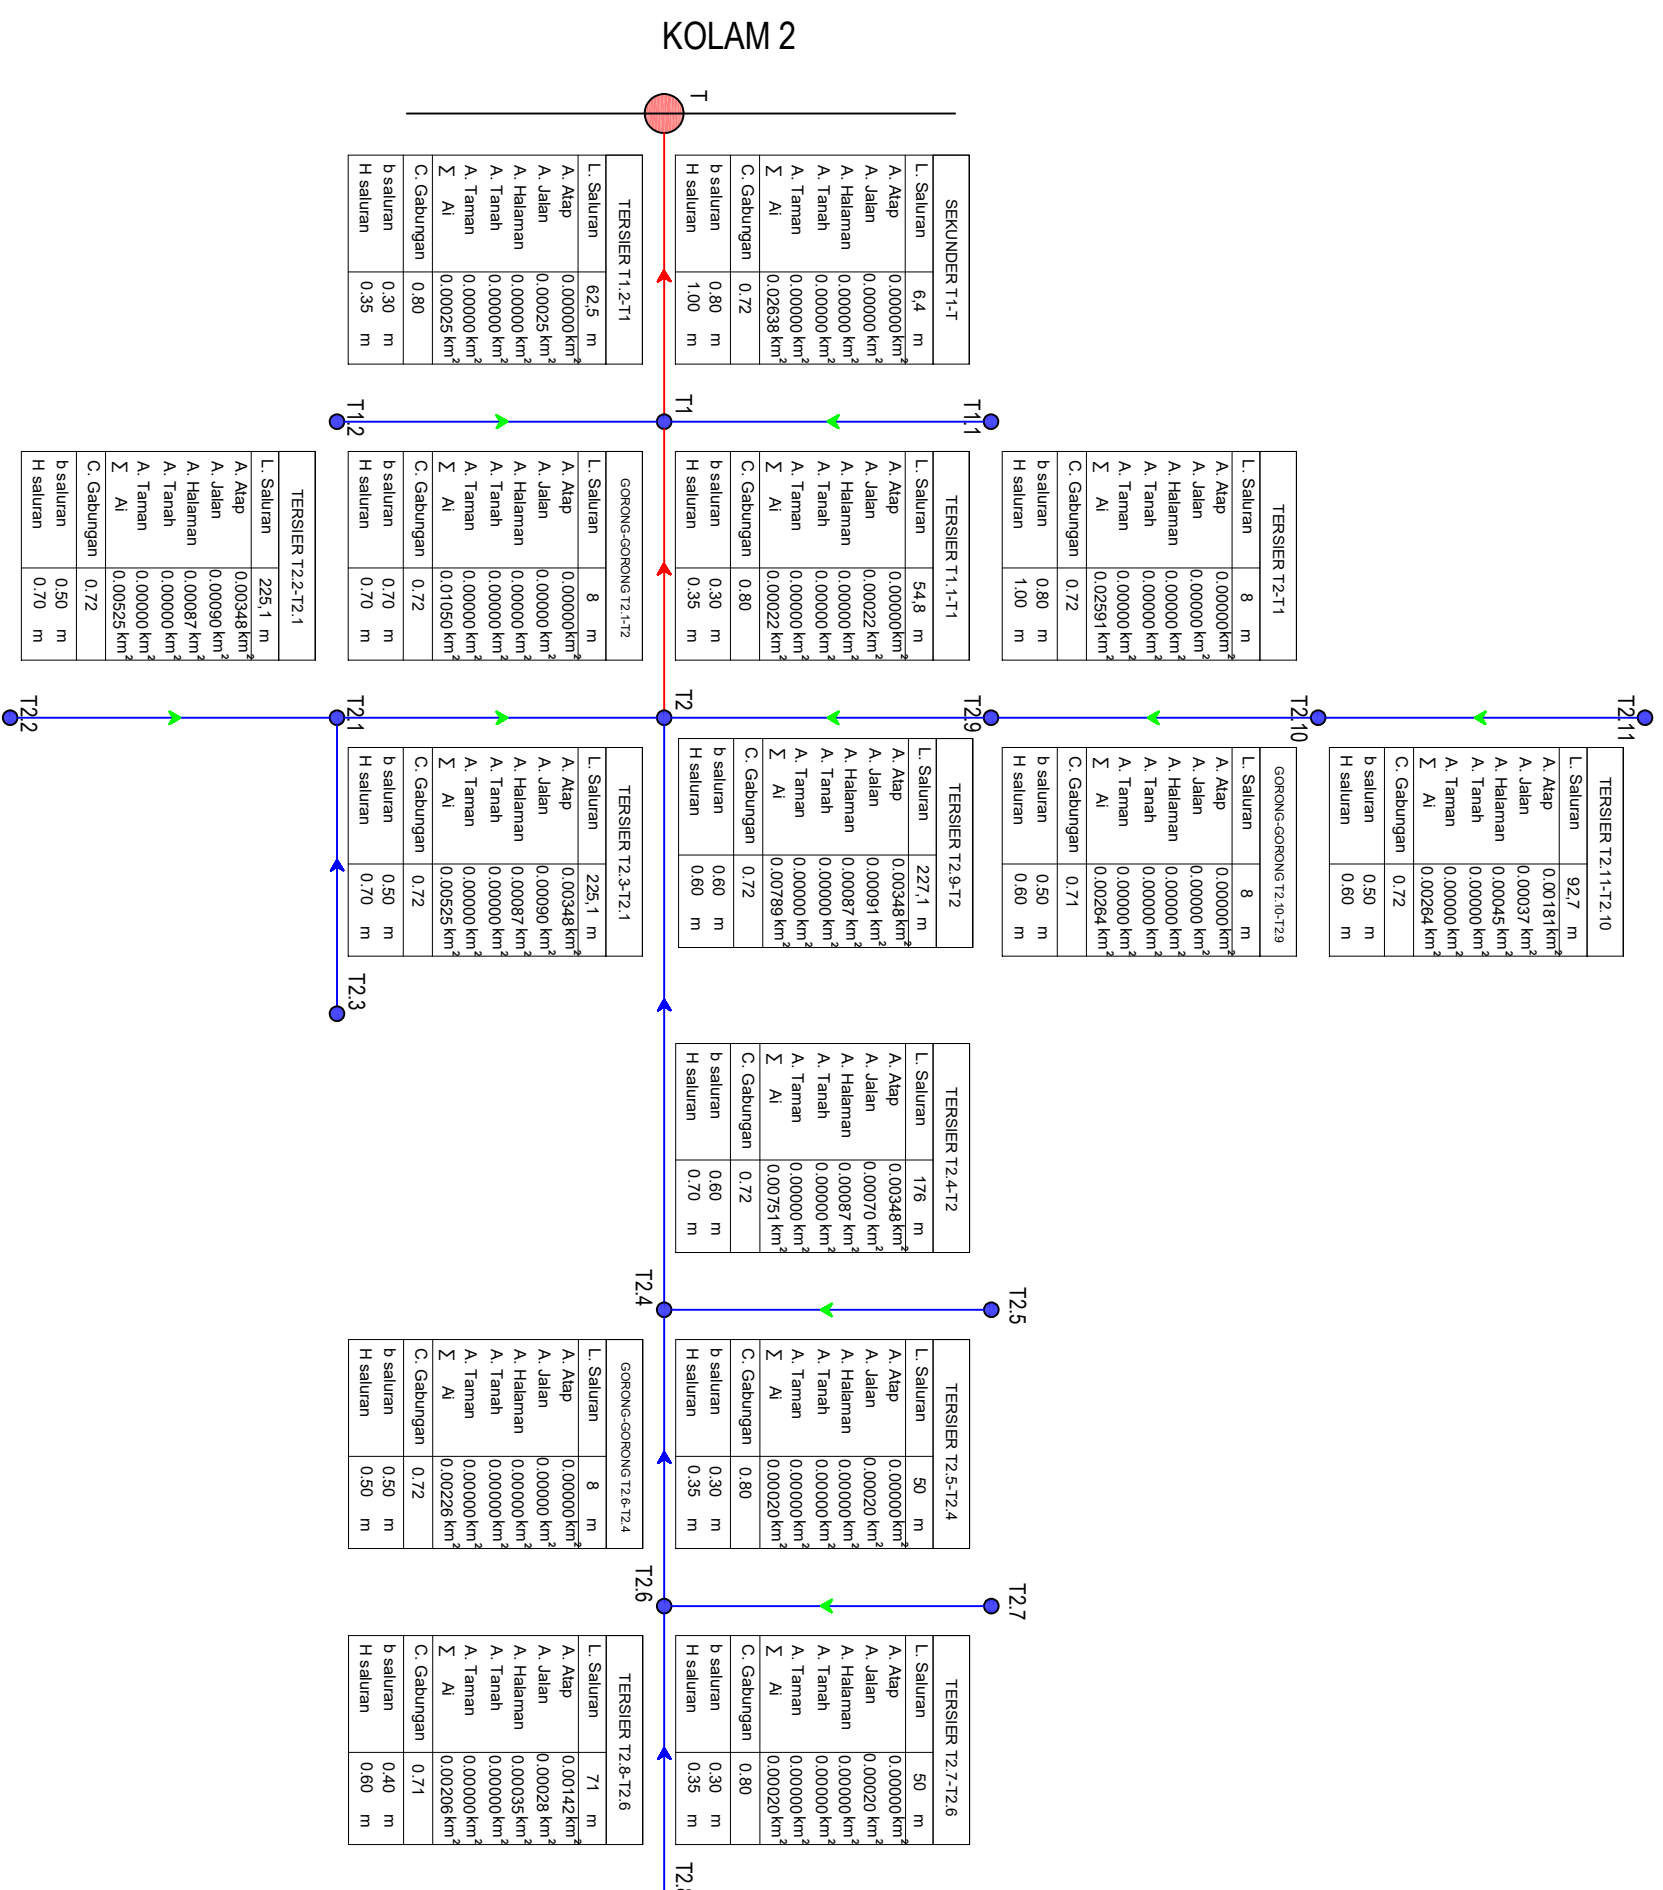 KOLAM 2
T
SEKUNDER T1-T
L. Saluran 6,4 m
A. Atap 0.00000 km²
A. Jalan 0.00000 km²
A. Halaman 0.00000 km²
A. Tanah 0.00000 km²
A. Taman 0.00000 km²
Σ Ai 0.02638 km²
C. Gabungan 0.72
b saluran 0.80 m
H saluran 1.00 m
TERSIER T1.2-T1
L. Saluran 62,5 m
A. Atap 0.00000 km²
A. Jalan 0.00025 km²
A. Halaman 0.00000 km²
A. Tanah 0.00000 km²
A. Taman 0.00000 km²
Σ Ai 0.00025 km²
C. Gabungan 0.80
b saluran 0.30 m
H saluran 0.35 m
T1.1
T1
T1.2
TERSIER T2-T1
L. Saluran 8 m
A. Atap 0.00000 km²
A. Jalan 0.00000 km²
A. Halaman 0.00000 km²
A. Tanah 0.00000 km²
A. Taman 0.00000 km²
Σ Ai 0.02591 km²
C. Gabungan 0.72
b saluran 0.80 m
H saluran 1.00 m
TERSIER T1.1-T1
L. Saluran 54,8 m
A. Atap 0.00000 km²
A. Jalan 0.00022 km²
A. Halaman 0.00000 km²
A. Tanah 0.00000 km²
A. Taman 0.00000 km²
Σ Ai 0.00022 km²
C. Gabungan 0.80
b saluran 0.30 m
H saluran 0.35 m
GORONG-GORONG T2.1-T2
L. Saluran 8 m
A. Atap 0.00000 km²
A. Jalan 0.00000 km²
A. Halaman 0.00000 km²
A. Tanah 0.00000 km²
A. Taman 0.00000 km²
Σ Ai 0.01050 km²
C. Gabungan 0.72
b saluran 0.70 m
H saluran 0.70 m
TERSIER T2.2-T2.1
L. Saluran 225,1 m
A. Atap 0.00348 km²
A. Jalan 0.00090 km²
A. Halaman 0.00087 km²
A. Tanah 0.00000 km²
A. Taman 0.00000 km²
Σ Ai 0.00525 km²
C. Gabungan 0.72
b saluran 0.50 m
H saluran 0.70 m
T2.11
T2.10
T2.9
T2
T2.1
T2.2
TERSIER T2.11-T2.10
L. Saluran 92,7 m
A. Atap 0.00181 km²
A. Jalan 0.00037 km²
A. Halaman 0.00045 km²
A. Tanah 0.00000 km²
A. Taman 0.00000 km²
Σ Ai 0.00264 km²
C. Gabungan 0.72
b saluran 0.50 m
H saluran 0.60 m
GORONG-GORONG T2.10-T2.9
L. Saluran 8 m
A. Atap 0.00000 km²
A. Jalan 0.00000 km²
A. Halaman 0.00000 km²
A. Tanah 0.00000 km²
A. Taman 0.00000 km²
Σ Ai 0.00264 km²
C. Gabungan 0.71
b saluran 0.50 m
H saluran 0.60 m
TERSIER T2.9-T2
L. Saluran 227,1 m
A. Atap 0.00348 km²
A. Jalan 0.00091 km²
A. Halaman 0.00087 km²
A. Tanah 0.00000 km²
A. Taman 0.00000 km²
Σ Ai 0.00789 km²
C. Gabungan 0.72
b saluran 0.60 m
H saluran 0.60 m
TERSIER T2.3-T2.1
L. Saluran 225,1 m
A. Atap 0.00348 km²
A. Jalan 0.00090 km²
A. Halaman 0.00087 km²
A. Tanah 0.00000 km²
A. Taman 0.00000 km²
Σ Ai 0.00525 km²
C. Gabungan 0.72
b saluran 0.50 m
H saluran 0.70 m
T2.3
TERSIER T2.4-T2
L. Saluran 176 m
A. Atap 0.00348 km²
A. Jalan 0.00070 km²
A. Halaman 0.00087 km²
A. Tanah 0.00000 km²
A. Taman 0.00000 km²
Σ Ai 0.00751 km²
C. Gabungan 0.72
b saluran 0.60 m
H saluran 0.70 m
T2.5
T2.4
TERSIER T2.5-T2.4
L. Saluran 50 m
A. Atap 0.00000 km²
A. Jalan 0.00020 km²
A. Halaman 0.00000 km²
A. Tanah 0.00000 km²
A. Taman 0.00000 km²
Σ Ai 0.00020 km²
C. Gabungan 0.80
b saluran 0.30 m
H saluran 0.35 m
GORONG-GORONG T2.6-T2.4
L. Saluran 8 m
A. Atap 0.00000 km²
A. Jalan 0.00000 km²
A. Halaman 0.00000 km²
A. Tanah 0.00000 km²
A. Taman 0.00000 km²
Σ Ai 0.00226 km²
C. Gabungan 0.72
b saluran 0.50 m
H saluran 0.50 m
T2.7
T2.6
TERSIER T2.7-T2.6
L. Saluran 50 m
A. Atap 0.00000 km²
A. Jalan 0.00020 km²
A. Halaman 0.00000 km²
A. Tanah 0.00000 km²
A. Taman 0.00000 km²
Σ Ai 0.00020 km²
C. Gabungan 0.80
b saluran 0.30 m
H saluran 0.35 m
TERSIER T2.8-T2.6
L. Saluran 71 m
A. Atap 0.00142 km²
A. Jalan 0.00028 km²
A. Halaman 0.00035 km²
A. Tanah 0.00000 km²
A. Taman 0.00000 km²
Σ Ai 0.00206 km²
C. Gabungan 0.71
b saluran 0.40 m
H saluran 0.60 m